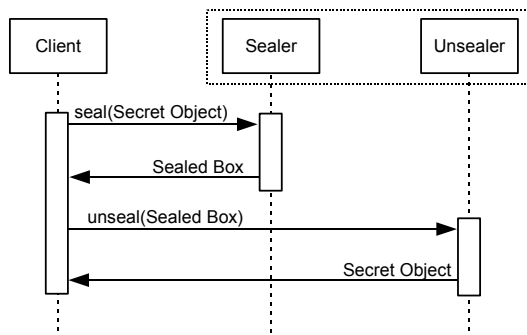 Client
Sealer
Unsealer
seal(Secret Object)
Sealed Box
unseal(Sealed Box)
Secret Object